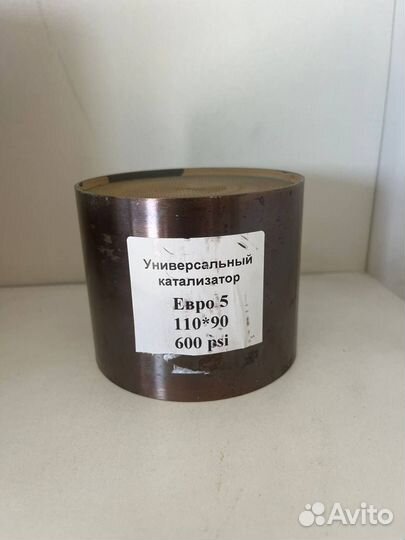 Универсальный
катализатор
Евро 5
110*90
600 psi
Avito